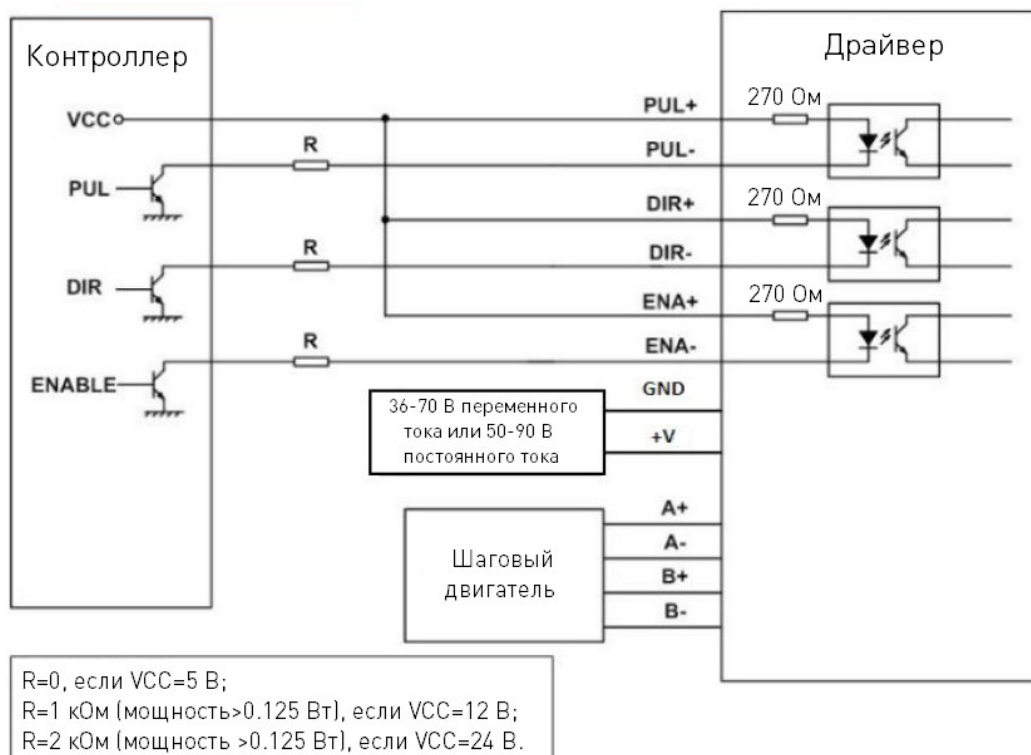 Контроллер
Драйвер
VCC
PUL+
270 Ом
R
PUL-
PUL
DIR+
270 Ом
R
DIR-
DIR
ENA+
270 Ом
R
ENA-
ENABLE
GND
36-70 В переменного
тока или 50-90 В
постоянного тока
+V
Шаговый
двигатель
A+
A-
B+
B-
R=0, если VCC=5 В;
R=1 кОм (мощность>0.125 Вт), если VCC=12 В;
R=2 кОм (мощность >0.125 Вт), если VCC=24 В.